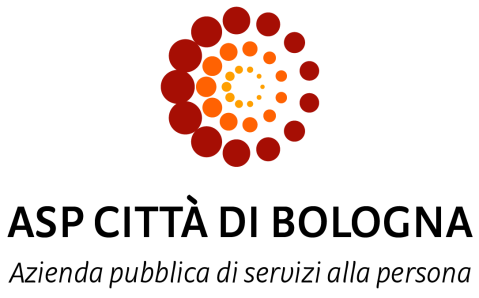 ASP CITTÀ DI BOLOGNA
Azienda pubblica di servizi alla persona